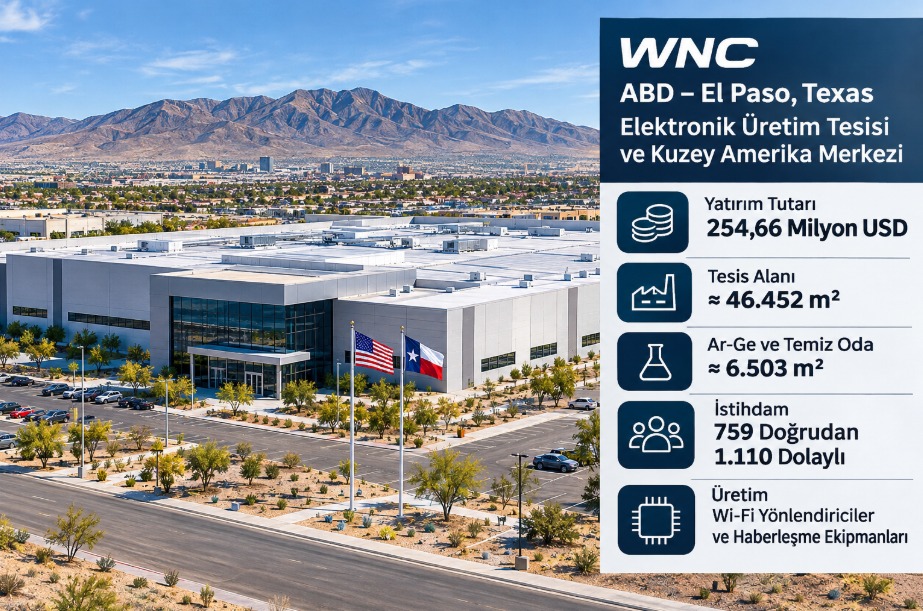 WNC
ABD – El Paso, Texas
Elektronik Üretim Tesisi
ve Kuzey Amerika Merkezi
Yatırım Tutarı
254,66 Milyon USD
Tesis Alanı
≈ 46.452 m²
Ar-Ge ve Temiz Oda
≈ 6.503 m²
İstihdam
759 Doğrudan
1.110 Dolaylı
Üretim
Wi-Fi Yönlendiriciler
ve Haberleşme Ekipmanları